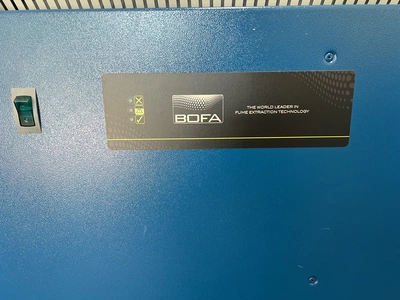 BOFA
THE WORLD LEADER IN
FUME EXTRACTION TECHNOLOGY